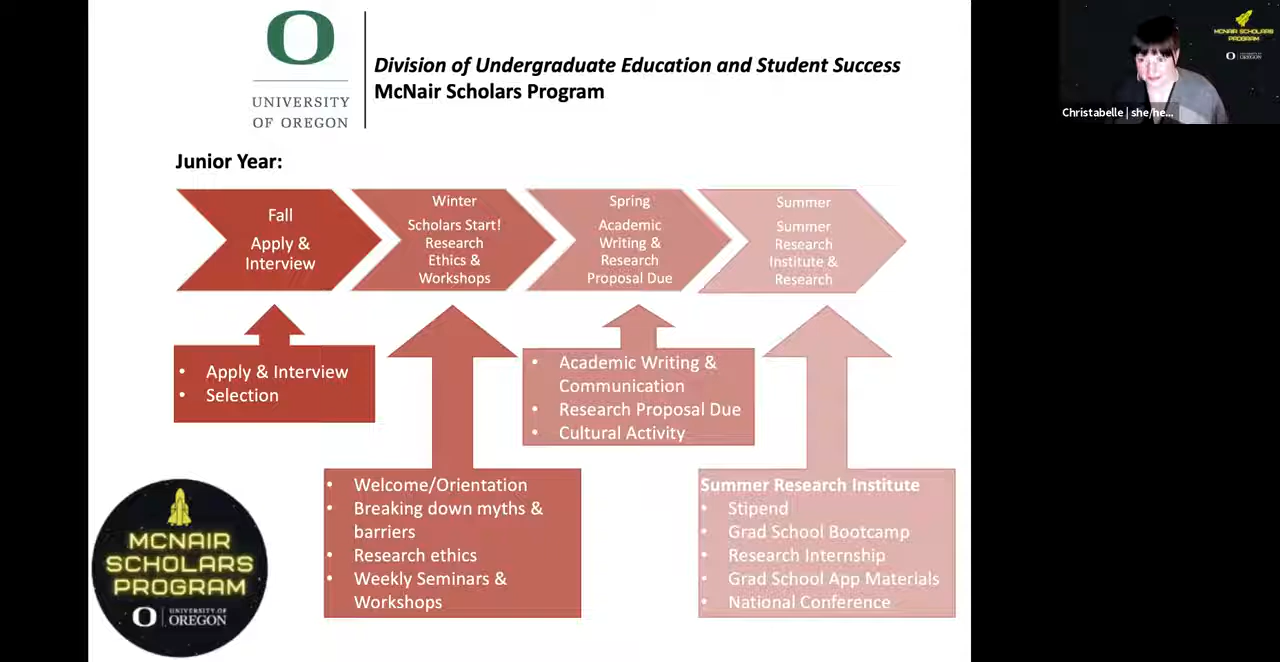 UNIVERSITY
OF OREGON
Division of Undergraduate Education and Student Success
McNair Scholars Program
MCNAIR SCHOLARS
PROGRAM
Christabelle | she/he...
Junior Year:
Fall
Apply &
Interview
Winter
Scholars Start!
Research
Ethics &
Workshops
Spring
Academic
Writing &
Research
Proposal Due
Summer
Summer
Research
Institute &
Research
• Apply & Interview
• Selection
• Welcome/Orientation
• Breaking down myths &
barriers
• Research ethics
• Weekly Seminars &
Workshops
• Academic Writing &
Communication
• Research Proposal Due
• Cultural Activity
Summer Research Institute
• Stipend
• Grad School Bootcamp
• Research Internship
• Grad School App Materials
• National Conference
MCNAIR
SCHOLARS
PROGRAM
UNIVERSITY OF
OREGON